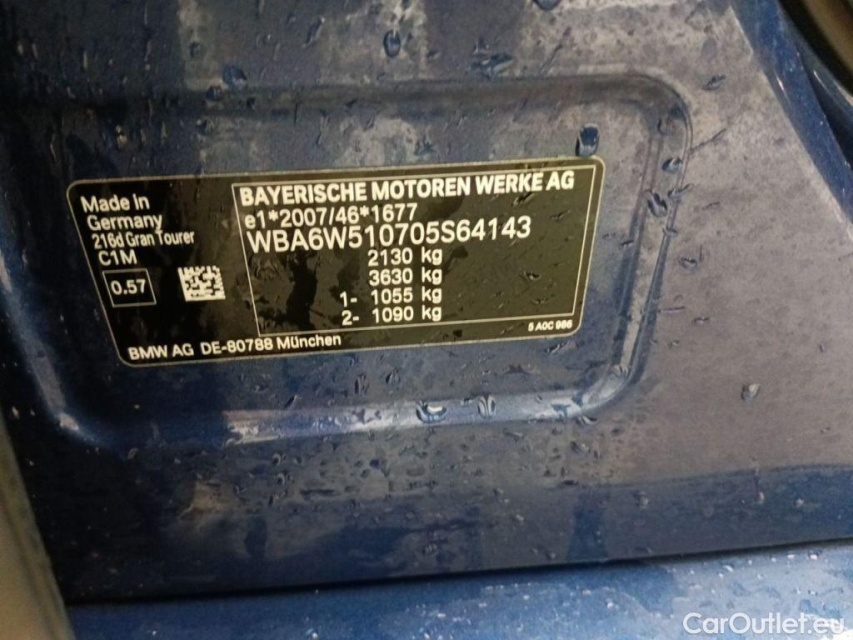 Made in
Germany
216d Gran Tourer
C1M
0.57
BAYERISCHE MOTOREN WERKE AG
e1*2007/46*1677
WBA6W510705S64143
2130 kg
3630 kg
1- 1055 kg
2- 1090 kg
5 A0C 986
BMW AG DE-80788 München
CarOutlet.eu